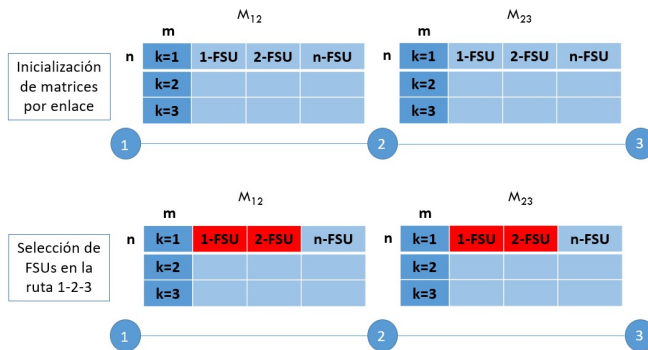 M₁₂ M₂₃
m m
n k=1 1-FSU 2-FSU n-FSU n k=1 1-FSU 2-FSU n-FSU
Inicialización
de matrices
por enlace
k=2 k=2
k=3 k=3
1 2 3
M₁₂ M₂₃
m m
n k=1 1-FSU 2-FSU n-FSU n k=1 1-FSU 2-FSU n-FSU
Selección de
FSUs en la
ruta 1-2-3
k=2 k=2
k=3 k=3
1 2 3